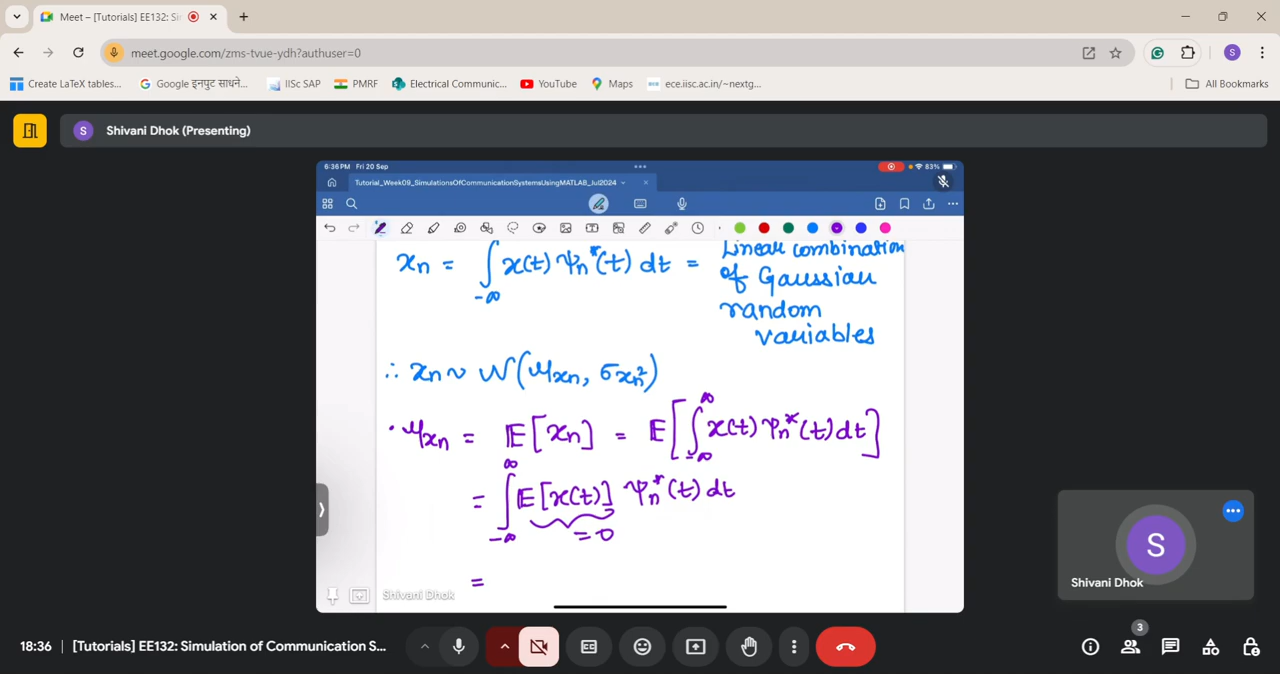 Meet – [Tutorials] EE132: Si
meet.google.com/zms-tvue-ydh?authuser=0
Create LaTeX tables... Google इनपुट साधने... IISc SAP PMRF Electrical Communic... YouTube Maps ece.iisc.ac.in/~nextg... All Bookmarks
S Shivani Dhok (Presenting)
6:36 PM Fri 20 Sep 83%
Tutorial_Week09_SimulationsOfCommunicationSystemsUsingMATLAB_Jul2024
xn = ∫_{-∞} x(t) ψn*(t) dt = Linear combination
of Gaussian
random
variables
∴ xn ~ N(μxn, σxn²)
· μxn = 𝔼[xn] = 𝔼[∫_{-∞}^{∞} x(t) ψn*(t) dt]
= ∫_{-∞}^{∞} 𝔼[x(t)] ψn*(t) dt
= 0
=
Shivani Dhok
S
Shivani Dhok
18:36 | [Tutorials] EE132: Simulation of Communication S...
3